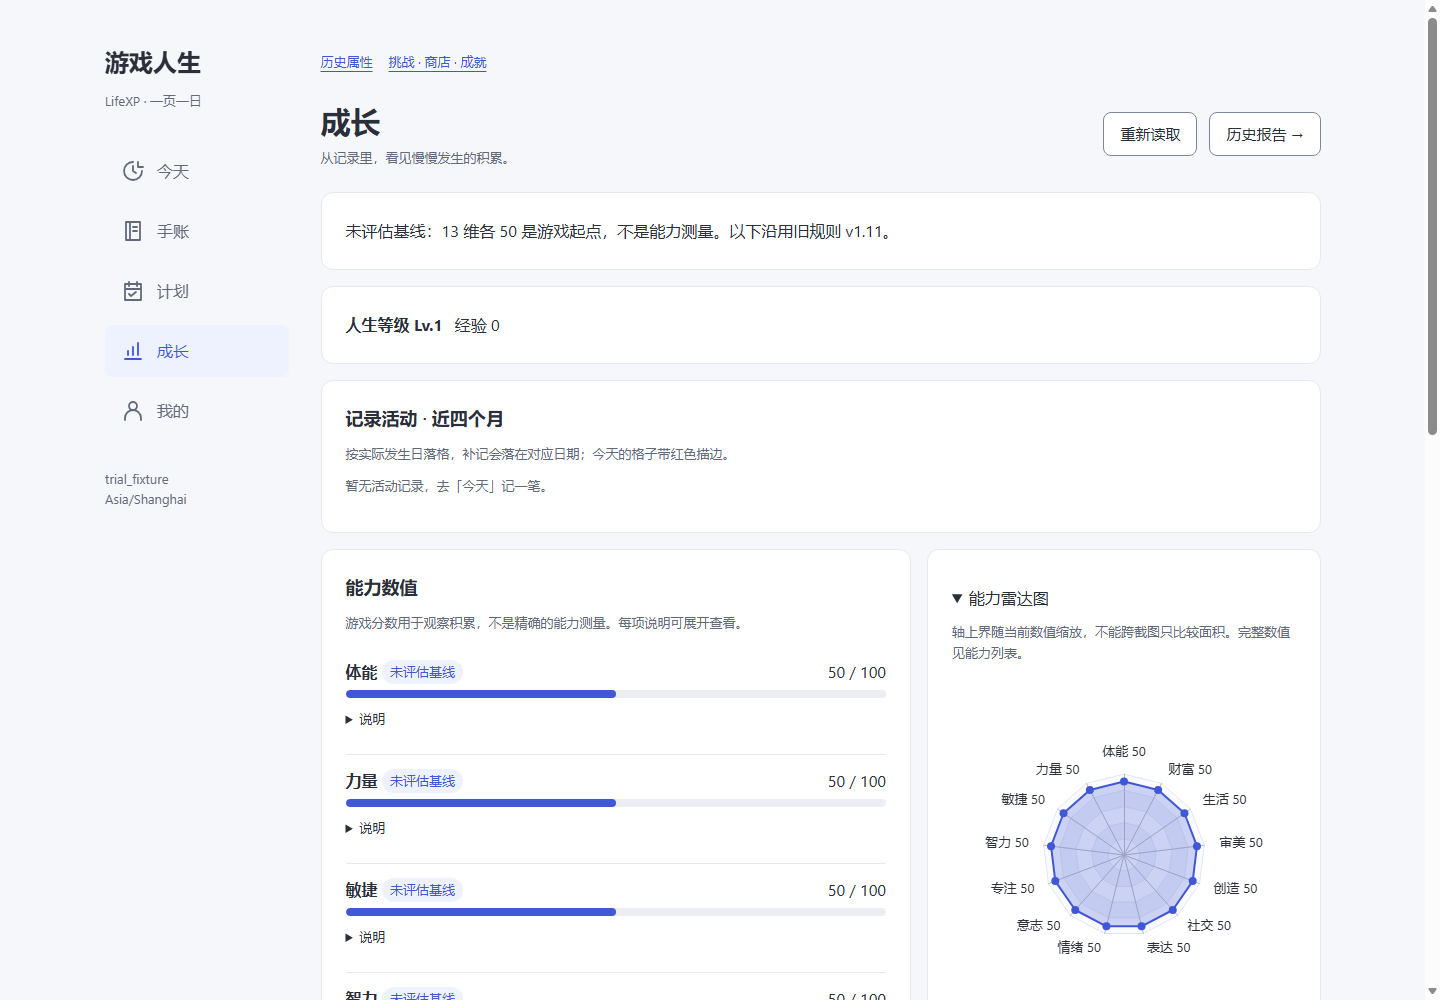 游戏人生
LifeXP · 一页一日
今天
手账
计划
成长
我的
trial_fixture
Asia/Shanghai
历史属性 挑战 · 商店 · 成就
成长
从记录里，看见慢慢发生的积累。
重新读取 历史报告 →
未评估基线：13 维各 50 是游戏起点，不是能力测量。以下沿用旧规则 v1.11。
人生等级 Lv.1 经验 0
记录活动 · 近四个月
按实际发生日落格，补记会落在对应日期；今天的格子带红色描边。
暂无活动记录，去「今天」记一笔。
能力数值
游戏分数用于观察积累，不是精确的能力测量。每项说明可展开查看。
体能 未评估基线 50 / 100
▶ 说明
力量 未评估基线 50 / 100
▶ 说明
敏捷 未评估基线 50 / 100
▶ 说明
智力 未评估基线 50 / 100
▼ 能力雷达图
轴上界随当前数值缩放，不能跨截图只比较面积。完整数值
见能力列表。
体能 50
力量 50 财富 50
敏捷 50 生活 50
智力 50 审美 50
专注 50 创造 50
意志 50 社交 50
情绪 50 表达 50